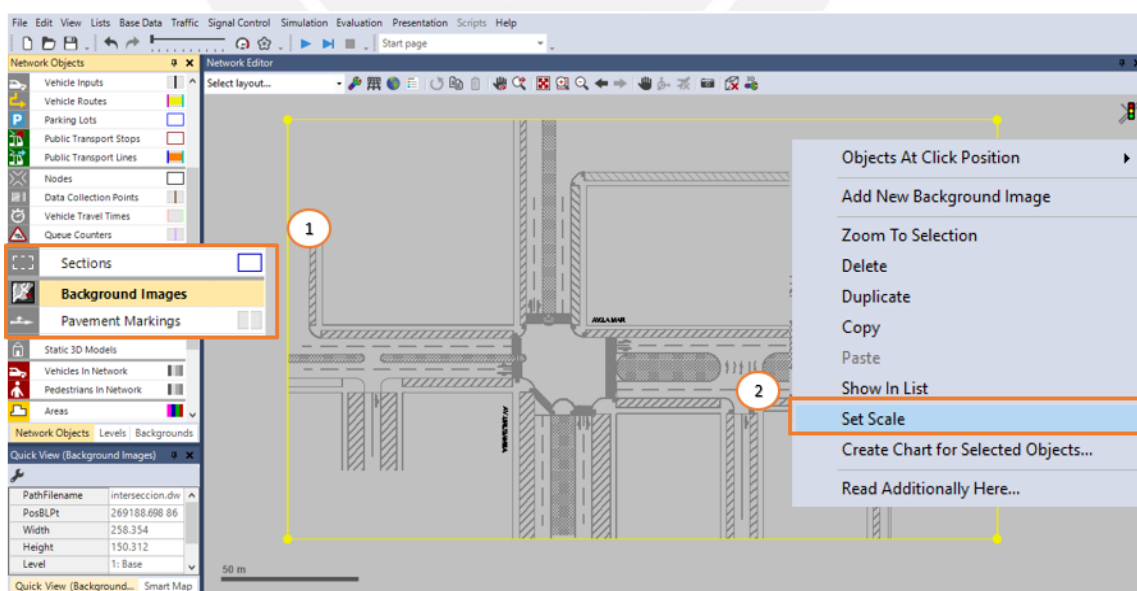 File Edit View Lists Base Data Traffic Signal Control Simulation Evaluation Presentation Scripts Help
Start page
Network Objects
Network Editor
Select layout...
Vehicle Inputs
Vehicle Routes
P Parking Lots
Public Transport Stops
Public Transport Lines
Nodes
Data Collection Points
Vehicle Travel Times
Queue Counters
Sections
Background Images
Pavement Markings
Static 3D Models
Vehicles In Network
Pedestrians In Network
Areas
Network Objects Levels Backgrounds
Quick View (Background Images)
PathFilename interseccion.dw
PosBLPt 269188.698 86
Width 258.354
Height 150.312
Level 1: Base
Quick View (Background... Smart Map
1
2
50 m
Objects At Click Position
Add New Background Image
Zoom To Selection
Delete
Duplicate
Copy
Paste
Show In List
Set Scale
Create Chart for Selected Objects...
Read Additionally Here...